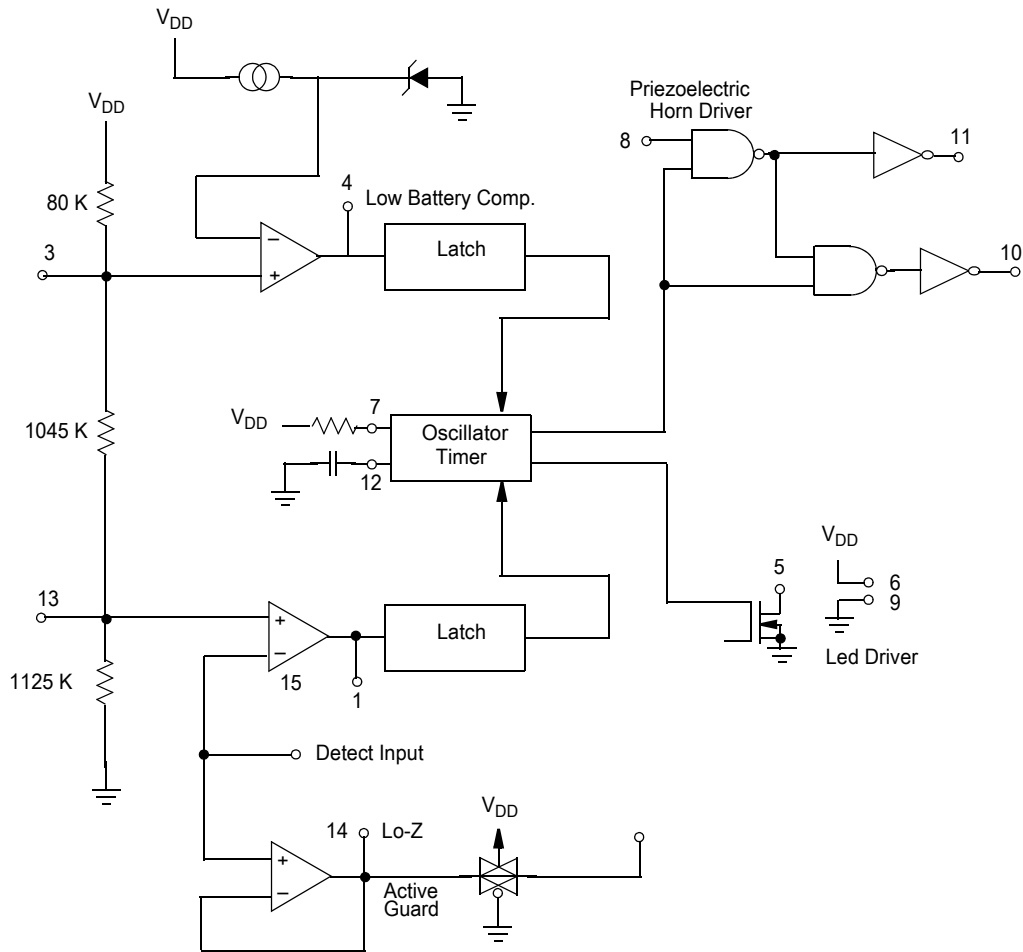 VDD
VDD
Priezoelectric
Horn Driver
8
11
80 K
4
Low Battery Comp.
3
−
+
Latch
10
1045 K
VDD
7
Oscillator
Timer
12
VDD
5
6
9
13
+
−
15
Latch
1
Led Driver
1125 K
Detect Input
VDD
14
Lo-Z
+
−
Active
Guard